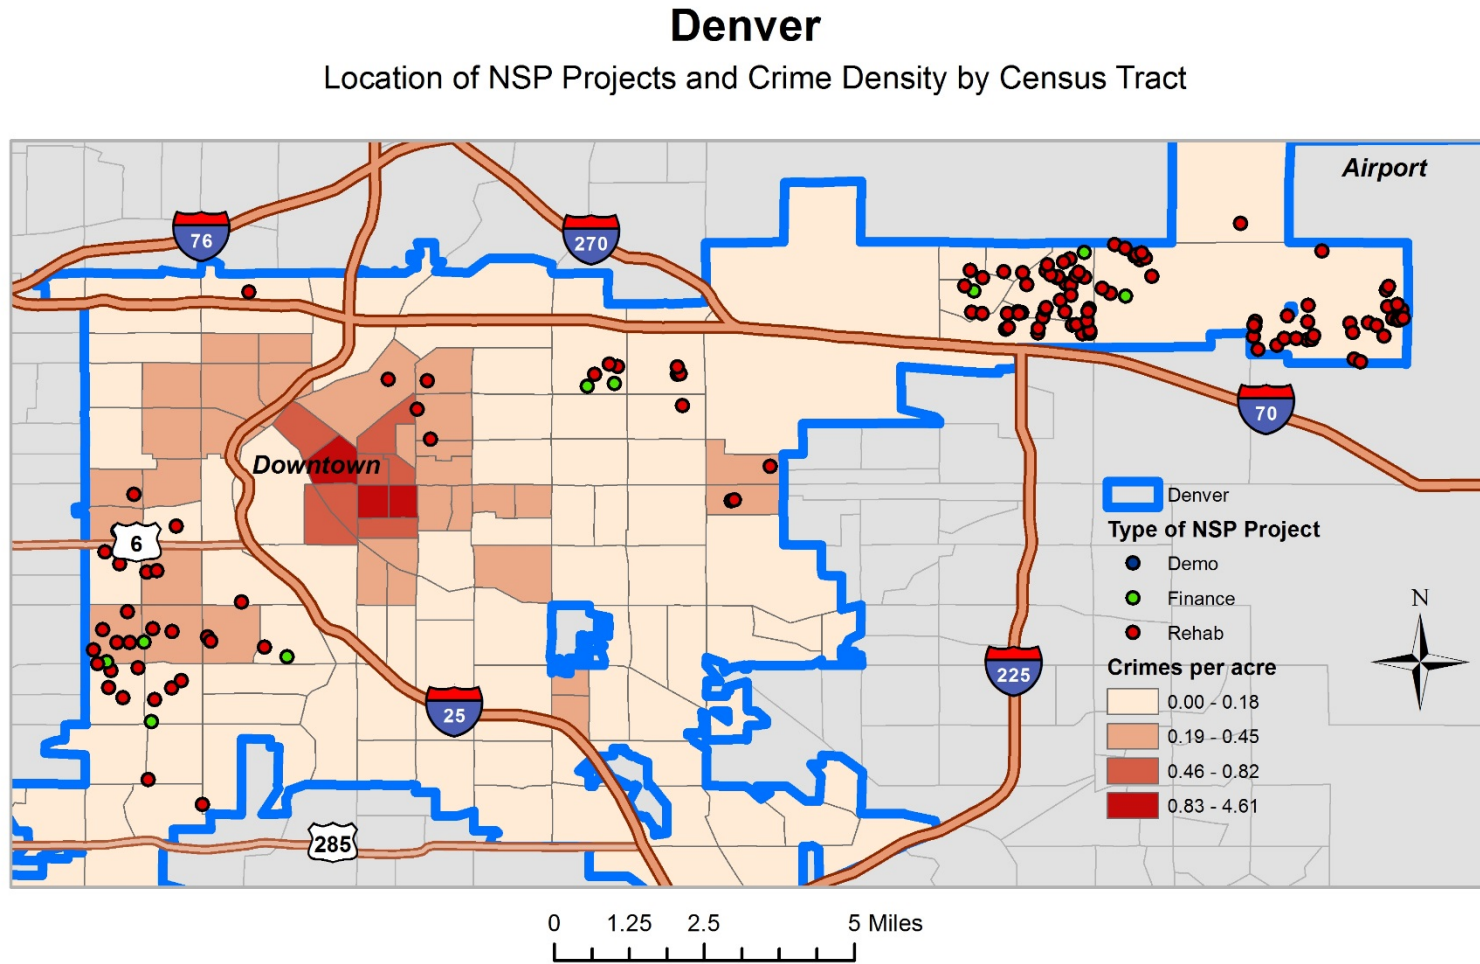 Denver
Location of NSP Projects and Crime Density by Census Tract
Airport
76
270
70
Downtown
6
225
25
285
Denver
Type of NSP Project
Demo
Finance
Rehab
Crimes per acre
0.00 - 0.18
0.19 - 0.45
0.46 - 0.82
0.83 - 4.61
N
0 1.25 2.5 5 Miles